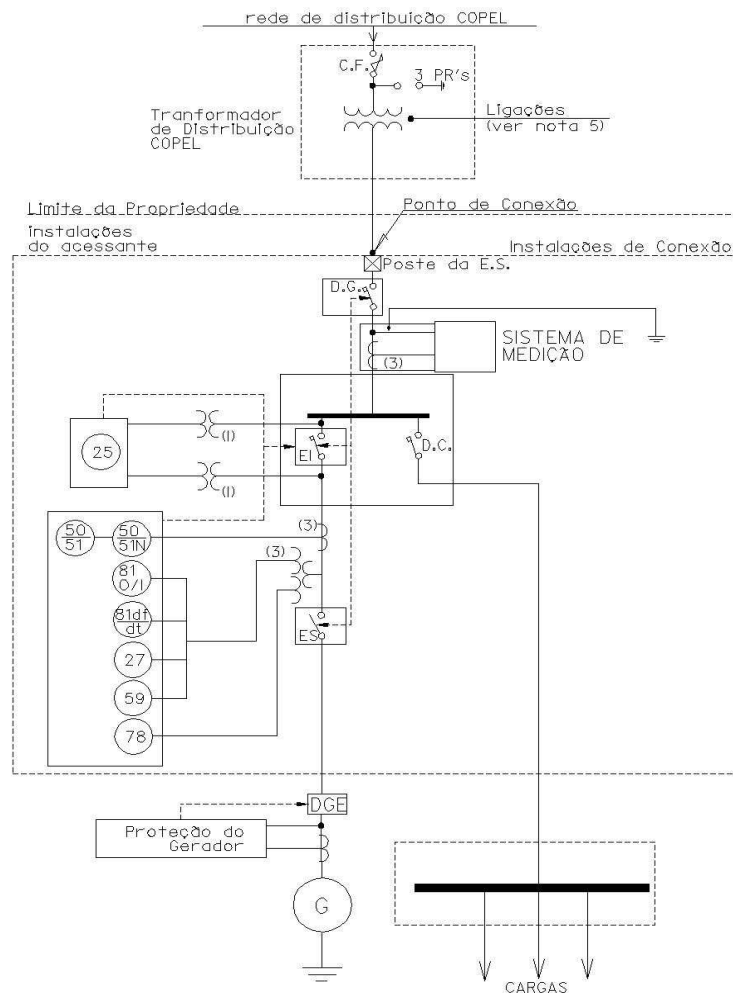 rede de distribuição COPEL
C.F.
3 PR's
Tranformador
de Distribuição
COPEL
Ligações
(ver nota 5)
Limite da Propriedade
Ponto de Conexão
instalações
do acessante
Instalações de Conexão
Poste da E.S.
D.G.
SISTEMA DE
MEDIÇÃO
(3)
25
(1)
EI
D.C.
(1)
50
51
50
51N
(3)
(3)
81
O/I
81df
dt
ES
27
59
78
DGE
Proteção do
Gerador
G
CARGAS